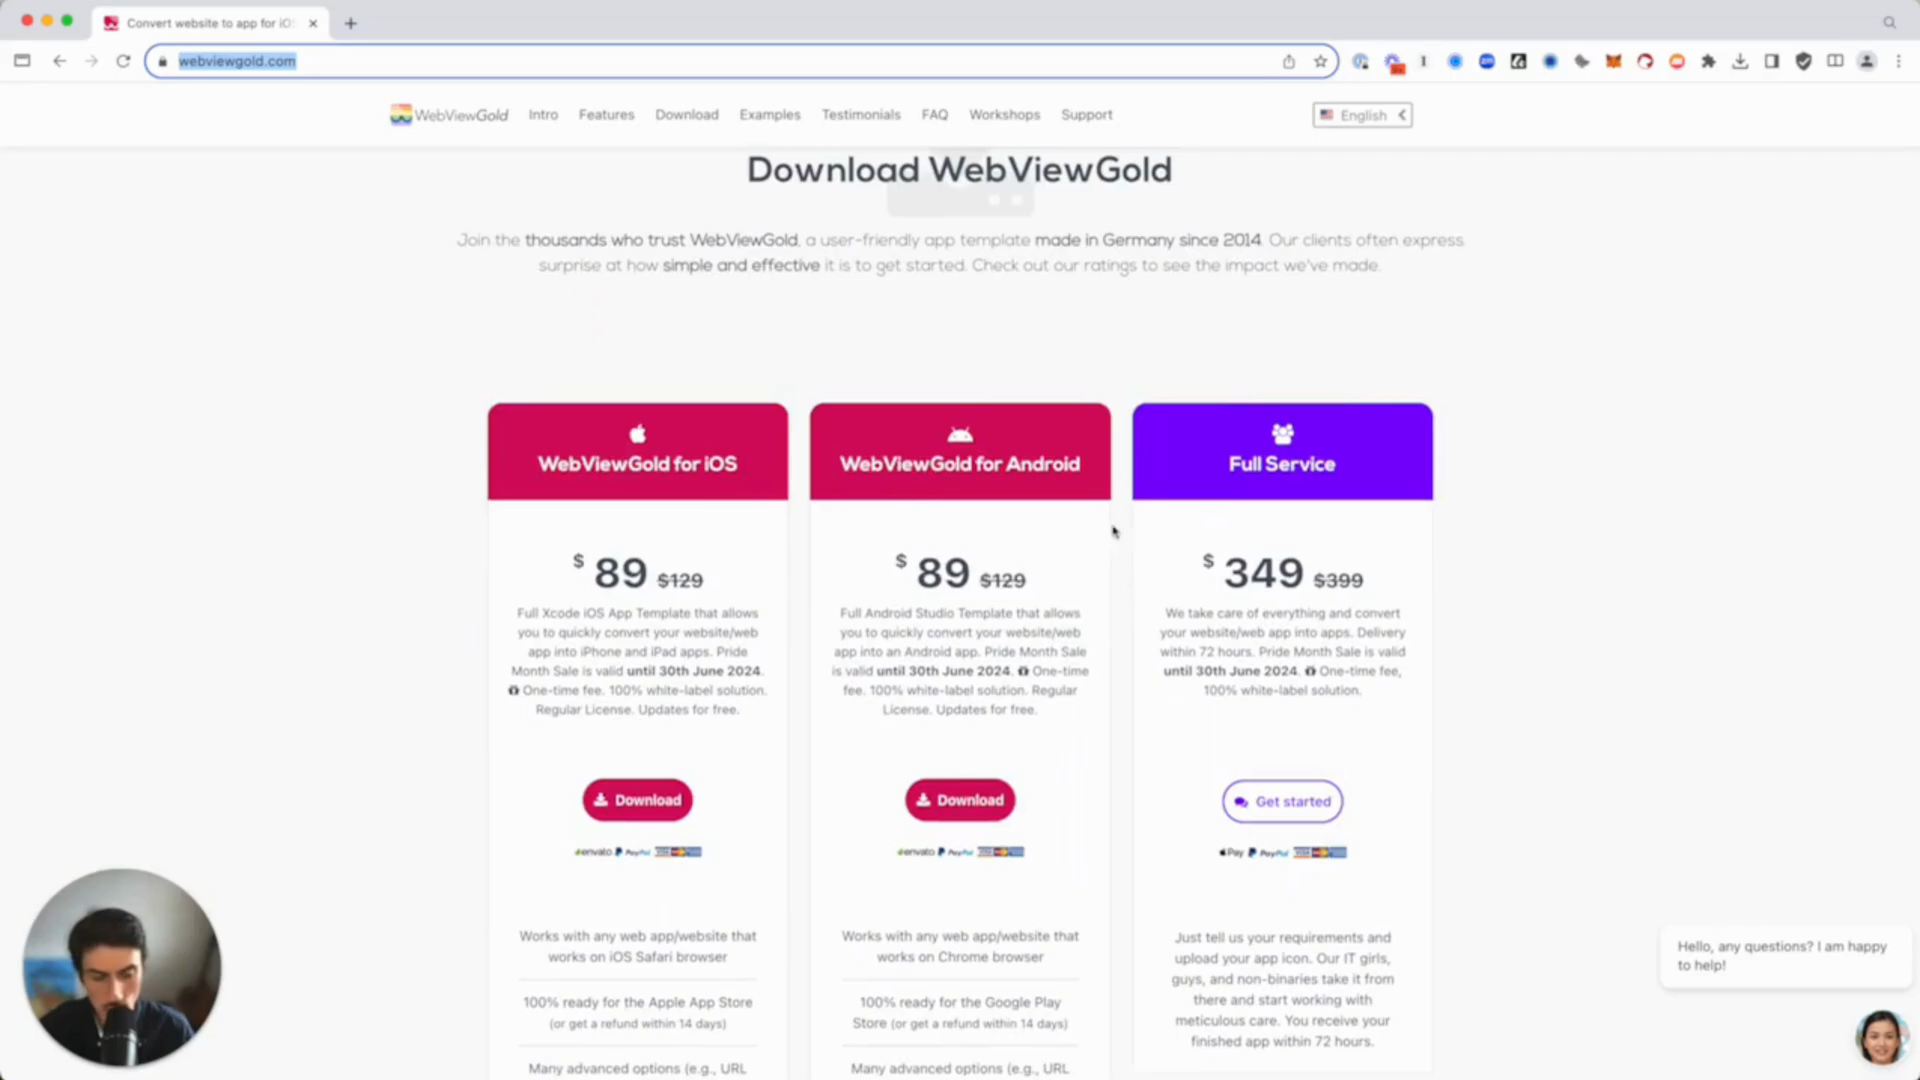 Convert website to app for iO
webviewgold.com
WebViewGold
Intro
Features
Download
Examples
Testimonials
FAQ
Workshops
Support
English
Download WebViewGold
Join the thousands who trust WebViewGold, a user-friendly app template made in Germany since 2014. Our clients often express
surprise at how simple and effective it is to get started. Check out our ratings to see the impact we've made.
WebViewGold for iOS
$ 89 $129
Full Xcode iOS App Template that allows
you to quickly convert your website/web
app into iPhone and iPad apps. Pride
Month Sale is valid until 30th June 2024.
One-time fee. 100% white-label solution.
Regular License. Updates for free.
Download
envato PayPal VISA
Works with any web app/website that
works on iOS Safari browser
100% ready for the Apple App Store
(or get a refund within 14 days)
Many advanced options (e.g., URL
WebViewGold for Android
$ 89 $129
Full Android Studio Template that allows
you to quickly convert your website/web
app into an Android app. Pride Month Sale
is valid until 30th June 2024. One-time
fee. 100% white-label solution. Regular
License. Updates for free.
Download
envato PayPal VISA
Works with any web app/website that
works on Chrome browser
100% ready for the Google Play
Store (or get a refund within 14 days)
Many advanced options (e.g., URL
Full Service
$ 349 $399
We take care of everything and convert
your website/web app into apps. Delivery
within 72 hours. Pride Month Sale is valid
until 30th June 2024. One-time fee,
100% white-label solution.
Get started
Pay PayPal VISA
Just tell us your requirements and
upload your app icon. Our IT girls,
guys, and non-binaries take it from
there and start working with
meticulous care. You receive your
finished app within 72 hours.
Hello, any questions? I am happy
to help!